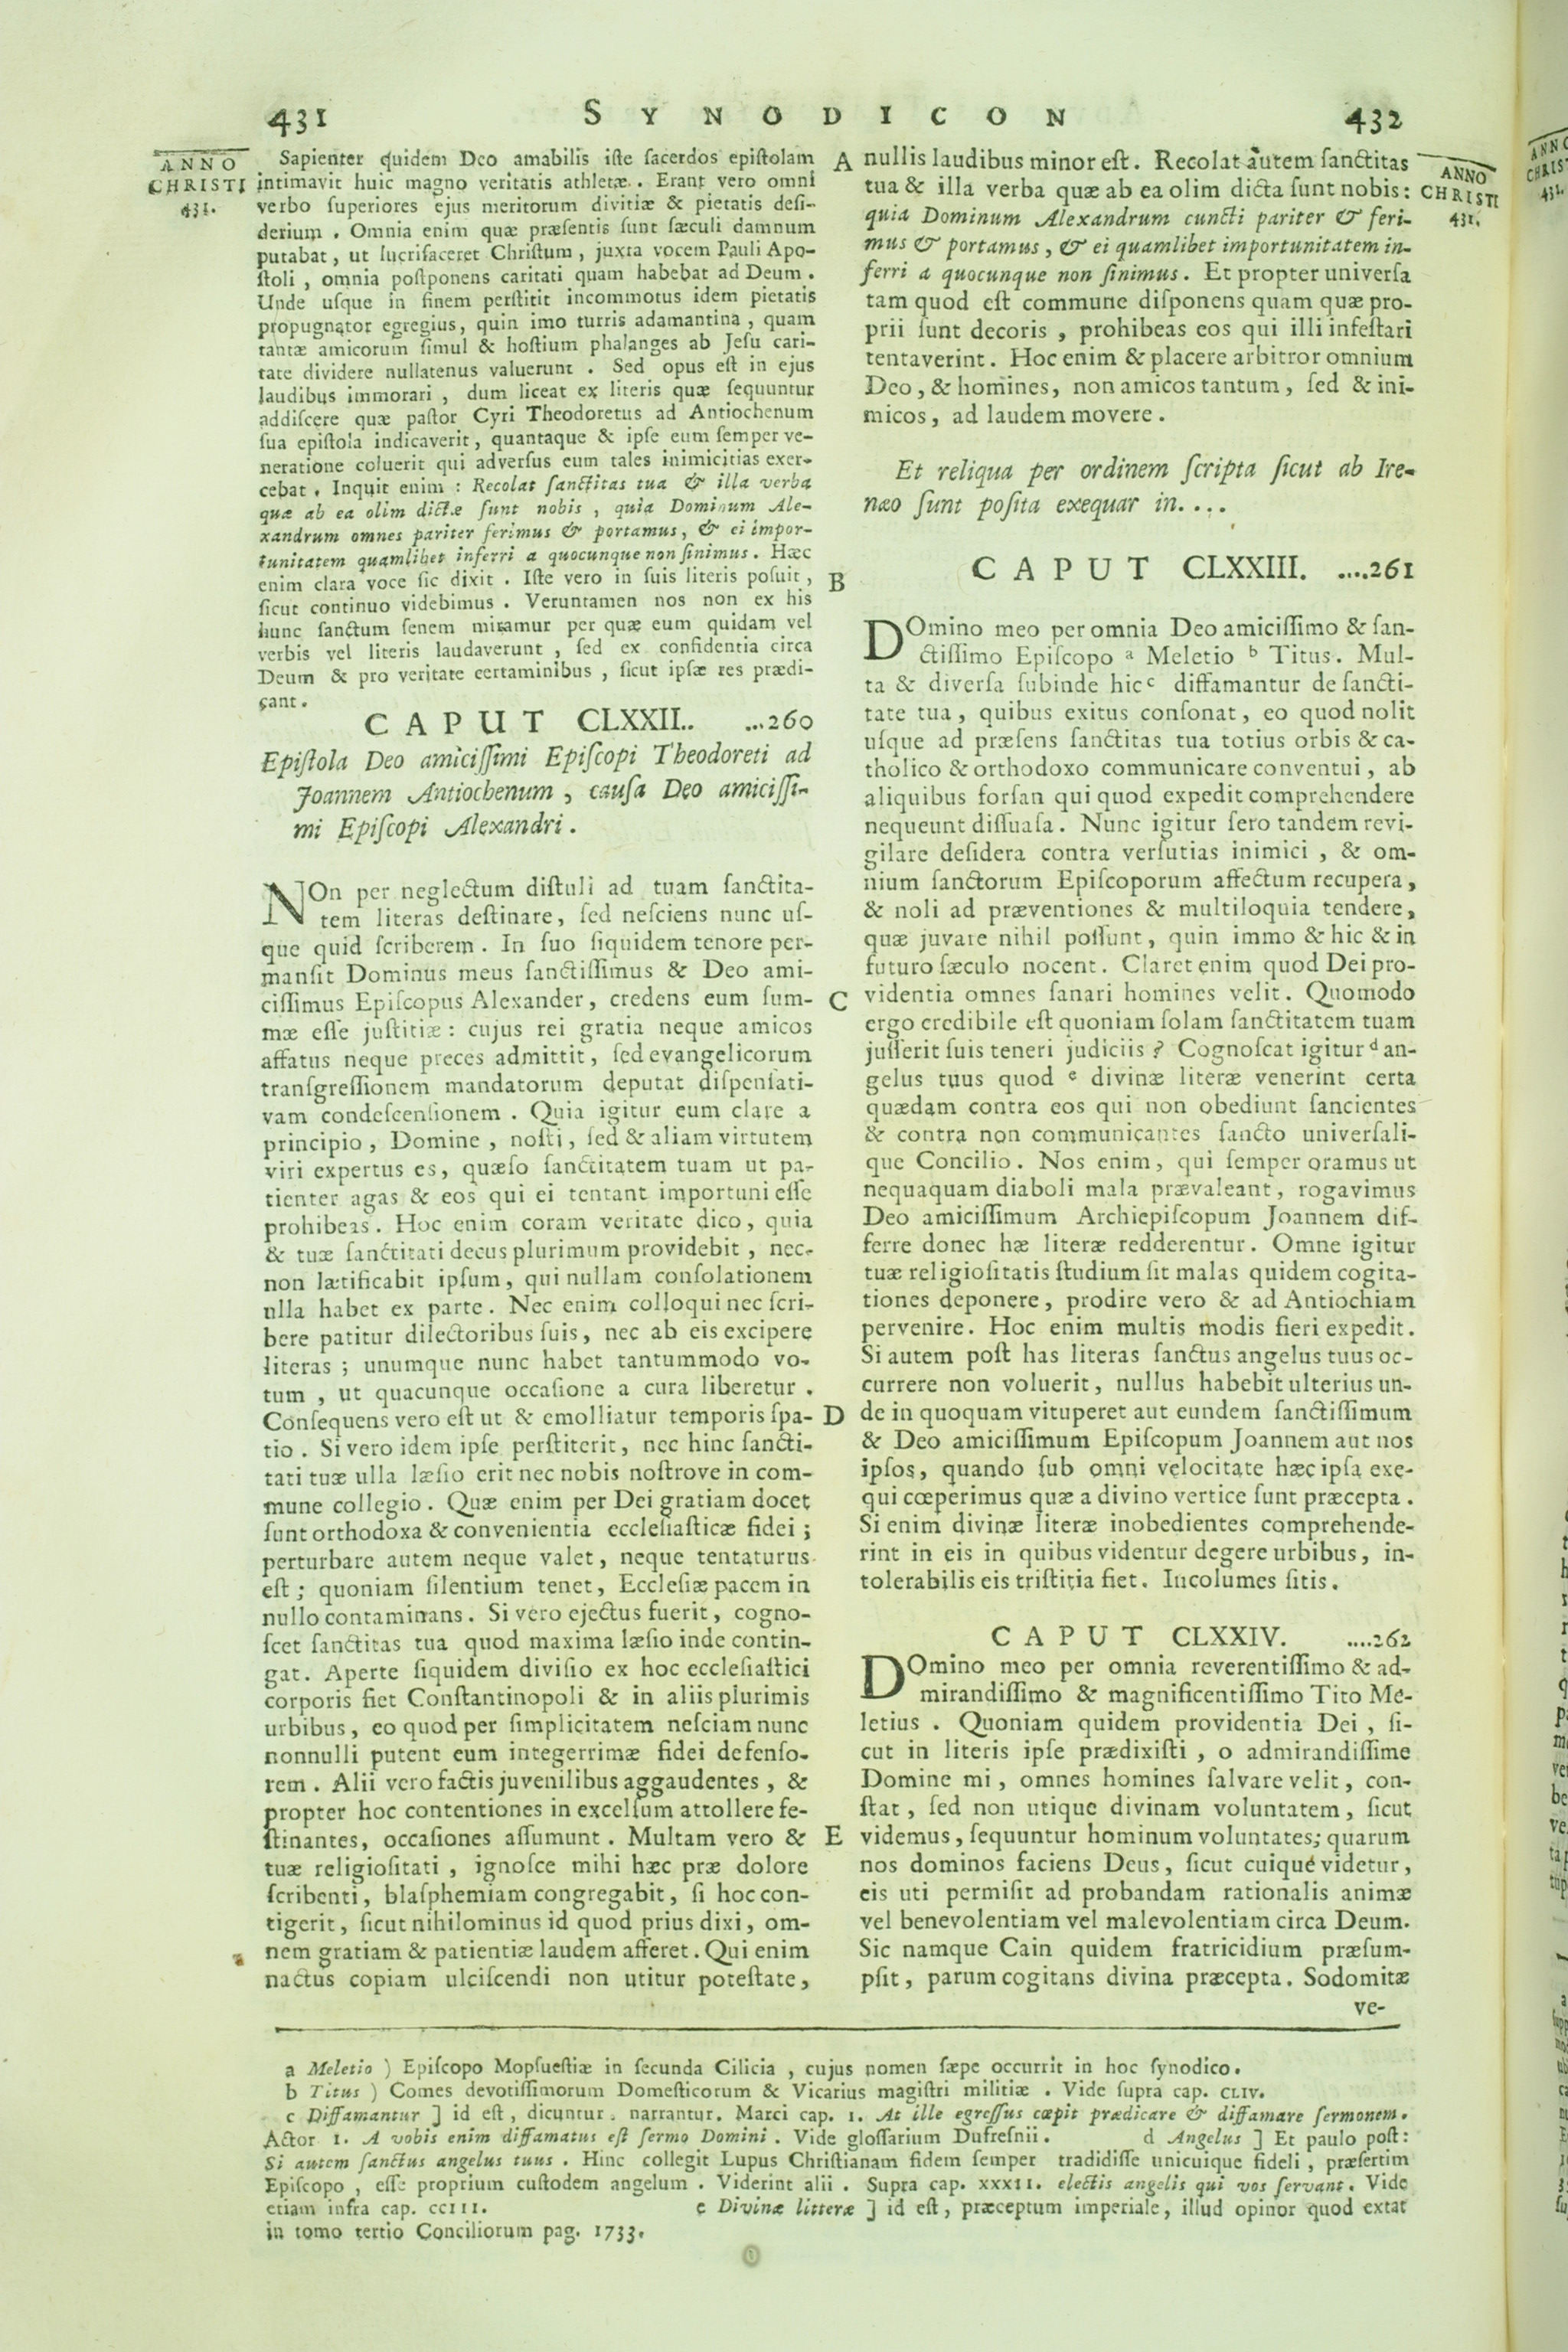 431
SYNODICON
432
ANNO
CHRISTI
431.
Sapienter quidem Deo amabilis iſte ſacerdos epiſtolam
intimavit huic magno veritatis athletæ. Erant vero omni
verbo ſuperiores ejus meritorum divitiæ & pietatis deſi-
derium. Omnia enim quæ præſentis ſunt ſæculi damnum
putabat, ut lucrifaceret Chriſtum, juxta vocem Pauli Apo-
ſtoli, omnia poſtponens caritati quam habebat ad Deum.
Unde uſque in finem perſtitit incommotus idem pietatis
propugnator egregius, quin imo turris adamantina, quam
tantæ amicorum ſimul & hoſtium phalanges ab Jeſu cari-
tate dividere nullatenus valuerunt. Sed opus eſt in ejus
laudibus immorari, dum liceat ex literis quæ ſequuntur
addiſcere quæ paſtor Cyri Theodoretus ad Antiochenum
ſua epiſtola indicaverit, quantaque & ipſe eum ſemper ve-
neratione coluerit qui adverſus eum tales inimicitias exer-
cebat. Inquit enim: Recolat ſanctitas tua & illa verba
quæ ab ea olim dictæ ſunt nobis, quia Dominum Ale-
xandrum omnes pariter ferimus & portamus, & ei impor-
tunitatem quamlibet inferri a quocunque non ſinimus. Hæc
enim clara voce ſic dixit. Iſte vero in ſuis literis poſuit,
ſicut continuo videbimus. Veruntamen nos non ex his
hunc ſanctum ſenem miramur per quæ eum quidam vel
verbis vel literis laudaverunt, ſed ex confidentia circa
Deum & pro veritate certaminibus, ſicut ipſæ res prædi-
cant.
CAPUT CLXXII. ...260
Epiſtola Deo amiciſſimi Epiſcopi Theodoreti ad
Joannem Antiochenum, cauſa Deo amiciſſi-
mi Epiſcopi Alexandri.
NOn per neglectum diſtuli ad tuam ſanctita-
tem literas deſtinare, ſed neſciens nunc uſ-
que quid ſcriberem. In ſuo ſiquidem tenore per-
manſit Dominus meus ſanctiſſimus & Deo ami-
ciſſimus Epiſcopus Alexander, credens eum ſum-
mæ eſſe juſtitiæ: cujus rei gratia neque amicos
affatus neque preces admittit, ſed evangelicorum
tranſgreſſionem mandatorum deputat diſpenſati-
vam condeſcenſionem. Quia igitur eum clare a
principio, Domine, noſti, ſed & aliam virtutem
viri expertus es, quæſo ſanctitatem tuam ut pa-
tienter agas & eos qui ei tentant importuni eſſe
prohibeas. Hoc enim coram veritate dico, quia
& tuæ ſanctitati decus plurimum providebit, nec-
non lætificabit ipſum, qui nullam conſolationem
ulla habet ex parte. Nec enim colloqui nec ſcri-
bere patitur dilectoribus ſuis, nec ab eis excipere
literas; unumque nunc habet tantummodo vo-
tum, ut quacunque occaſione a cura liberetur.
Conſequens vero eſt ut & emolliatur temporis ſpa-
tio. Si vero idem ipſe perſtiterit, nec hinc ſancti-
tati tuæ ulla læſio erit nec nobis noſtrove in com-
mune collegio. Quæ enim per Dei gratiam docet
ſunt orthodoxa & convenientia eccleſiaſticæ fidei;
perturbare autem neque valet, neque tentaturus
eſt; quoniam ſilentium tenet, Eccleſiæ pacem in
nullo contaminans. Si vero ejectus fuerit, cogno-
ſcet ſanctitas tua quod maxima læſio inde contin-
gat. Aperte ſiquidem diviſio ex hoc eccleſiaſtici
corporis fiet Conſtantinopoli & in aliis plurimis
urbibus, eo quod per ſimplicitatem neſciam nunc
nonnulli putent eum integerrimæ fidei defenſo-
rem. Alii vero factis juvenilibus aggaudentes, &
propter hoc contentiones in excelſum attollere fe-
ſtinantes, occaſiones aſſumunt. Multam vero &
tuæ religioſitati, ignoſce mihi hæc præ dolore
ſcribenti, blaſphemiam congregabit, ſi hoc con-
tigerit, ſicut nihilominus id quod prius dixi, om-
nem gratiam & patientiæ laudem afferet. Qui enim
nactus copiam ulciſcendi non utitur poteſtate,
A
B
C
D
E
nullis laudibus minor eſt. Recolat autem ſanctitas
tua & illa verba quæ ab ea olim dicta ſunt nobis:
quia Dominum Alexandrum cuncti pariter & feri-
mus & portamus, & ei quamlibet importunitatem in-
ferri a quocunque non ſinimus. Et propter univerſa
tam quod eſt commune diſponens quam quæ pro-
prii ſunt decoris, prohibeas eos qui illi infeſtari
tentaverint. Hoc enim & placere arbitror omnium
Deo, & homines, non amicos tantum, ſed & ini-
micos, ad laudem movere.
Et reliqua per ordinem ſcripta ſicut ab Ire-
næo ſunt poſita exequar in....
CAPUT CLXXIII. ....261
DOmino meo per omnia Deo amiciſſimo & ſan-
ctiſſimo Epiſcopo a Meletio b Titus. Mul-
ta & diverſa ſubinde hic c diffamantur de ſancti-
tate tua, quibus exitus conſonat, eo quod nolit
uſque ad præſens ſanctitas tua totius orbis & ca-
tholico & orthodoxo communicare conventui, ab
aliquibus forſan qui quod expedit comprehendere
nequeunt diſſuaſa. Nunc igitur ſero tandem revi-
gilare deſidera contra verſutias inimici, & om-
nium ſanctorum Epiſcoporum affectum recupera,
& noli ad præventiones & multiloquia tendere,
quæ juvare nihil poſſunt, quin immo & hic & in
futuro ſæculo nocent. Claret enim quod Dei pro-
videntia omnes ſanari homines velit. Quomodo
ergo credibile eſt quoniam ſolam ſanctitatem tuam
juſſerit ſuis teneri judiciis? Cognoſcat igitur d an-
gelus tuus quod e divinæ literæ venerint certa
quædam contra eos qui non obediunt ſancientes
& contra non communicantes ſancto univerſali-
que Concilio. Nos enim, qui ſemper oramus ut
nequaquam diaboli mala prævaleant, rogavimus
Deo amiciſſimum Archiepiſcopum Joannem dif-
ferre donec hæ literæ redderentur. Omne igitur
tuæ religioſitatis ſtudium ſit malas quidem cogita-
tiones deponere, prodire vero & ad Antiochiam
pervenire. Hoc enim multis modis fieri expedit.
Si autem poſt has literas ſanctus angelus tuus oc-
currere non voluerit, nullus habebit ulterius un-
de in quoquam vituperet aut eundem ſanctiſſimum
& Deo amiciſſimum Epiſcopum Joannem aut nos
ipſos, quando ſub omni velocitate hæc ipſa exe-
qui cœperimus quæ a divino vertice ſunt præcepta.
Si enim divinæ literæ inobedientes comprehende-
rint in eis in quibus videntur degere urbibus, in-
tolerabilis eis triſtitia fiet. Incolumes ſitis.
CAPUT CLXXIV. ....262
DOmino meo per omnia reverentiſſimo & ad-
mirandiſſimo & magnificentiſſimo Tito Me-
letius. Quoniam quidem providentia Dei, ſi-
cut in literis ipſe prædixiſti, o admirandiſſime
Domine mi, omnes homines ſalvare velit, con-
ſtat, ſed non utique divinam voluntatem, ſicut
videmus, ſequuntur hominum voluntates; quarum
nos dominos faciens Deus, ſicut cuique videtur,
eis uti permiſit ad probandam rationalis animæ
vel benevolentiam vel malevolentiam circa Deum.
Sic namque Cain quidem fratricidium præſum-
pſit, parum cogitans divina præcepta. Sodomitæ
ve-
ANNO
CHRISTI
431.
a Meletio ) Epiſcopo Mopſueſtiæ in ſecunda Cilicia, cujus nomen ſæpe occurrit in hoc ſynodico.
b Titus ) Comes devotiſſimorum Domeſticorum & Vicarius magiſtri militiæ. Vide ſupra cap. CLIV.
c Diffamantur ] id eſt, dicuntur, narrantur. Marci cap. 1. At ille egreſſus cœpit prædicare & diffamare ſermonem.
Actor 1. A vobis enim diffamatus eſt ſermo Domini. Vide gloſſarium Dufreſnii. d Angelus ] Et paulo poſt:
Si autem ſanctus angelus tuus. Hinc collegit Lupus Chriſtianam fidem ſemper tradidiſſe unicuique fideli, præſertim
Epiſcopo, eſſe proprium cuſtodem angelum. Viderint alii. Supra cap. XXXII. electis angelis qui vos ſervant. Vide
etiam infra cap. CCIII. e Divinæ litteræ ] id eſt, præceptum imperiale, illud opinor quod extat
in tomo tertio Conciliorum pag. 1733.